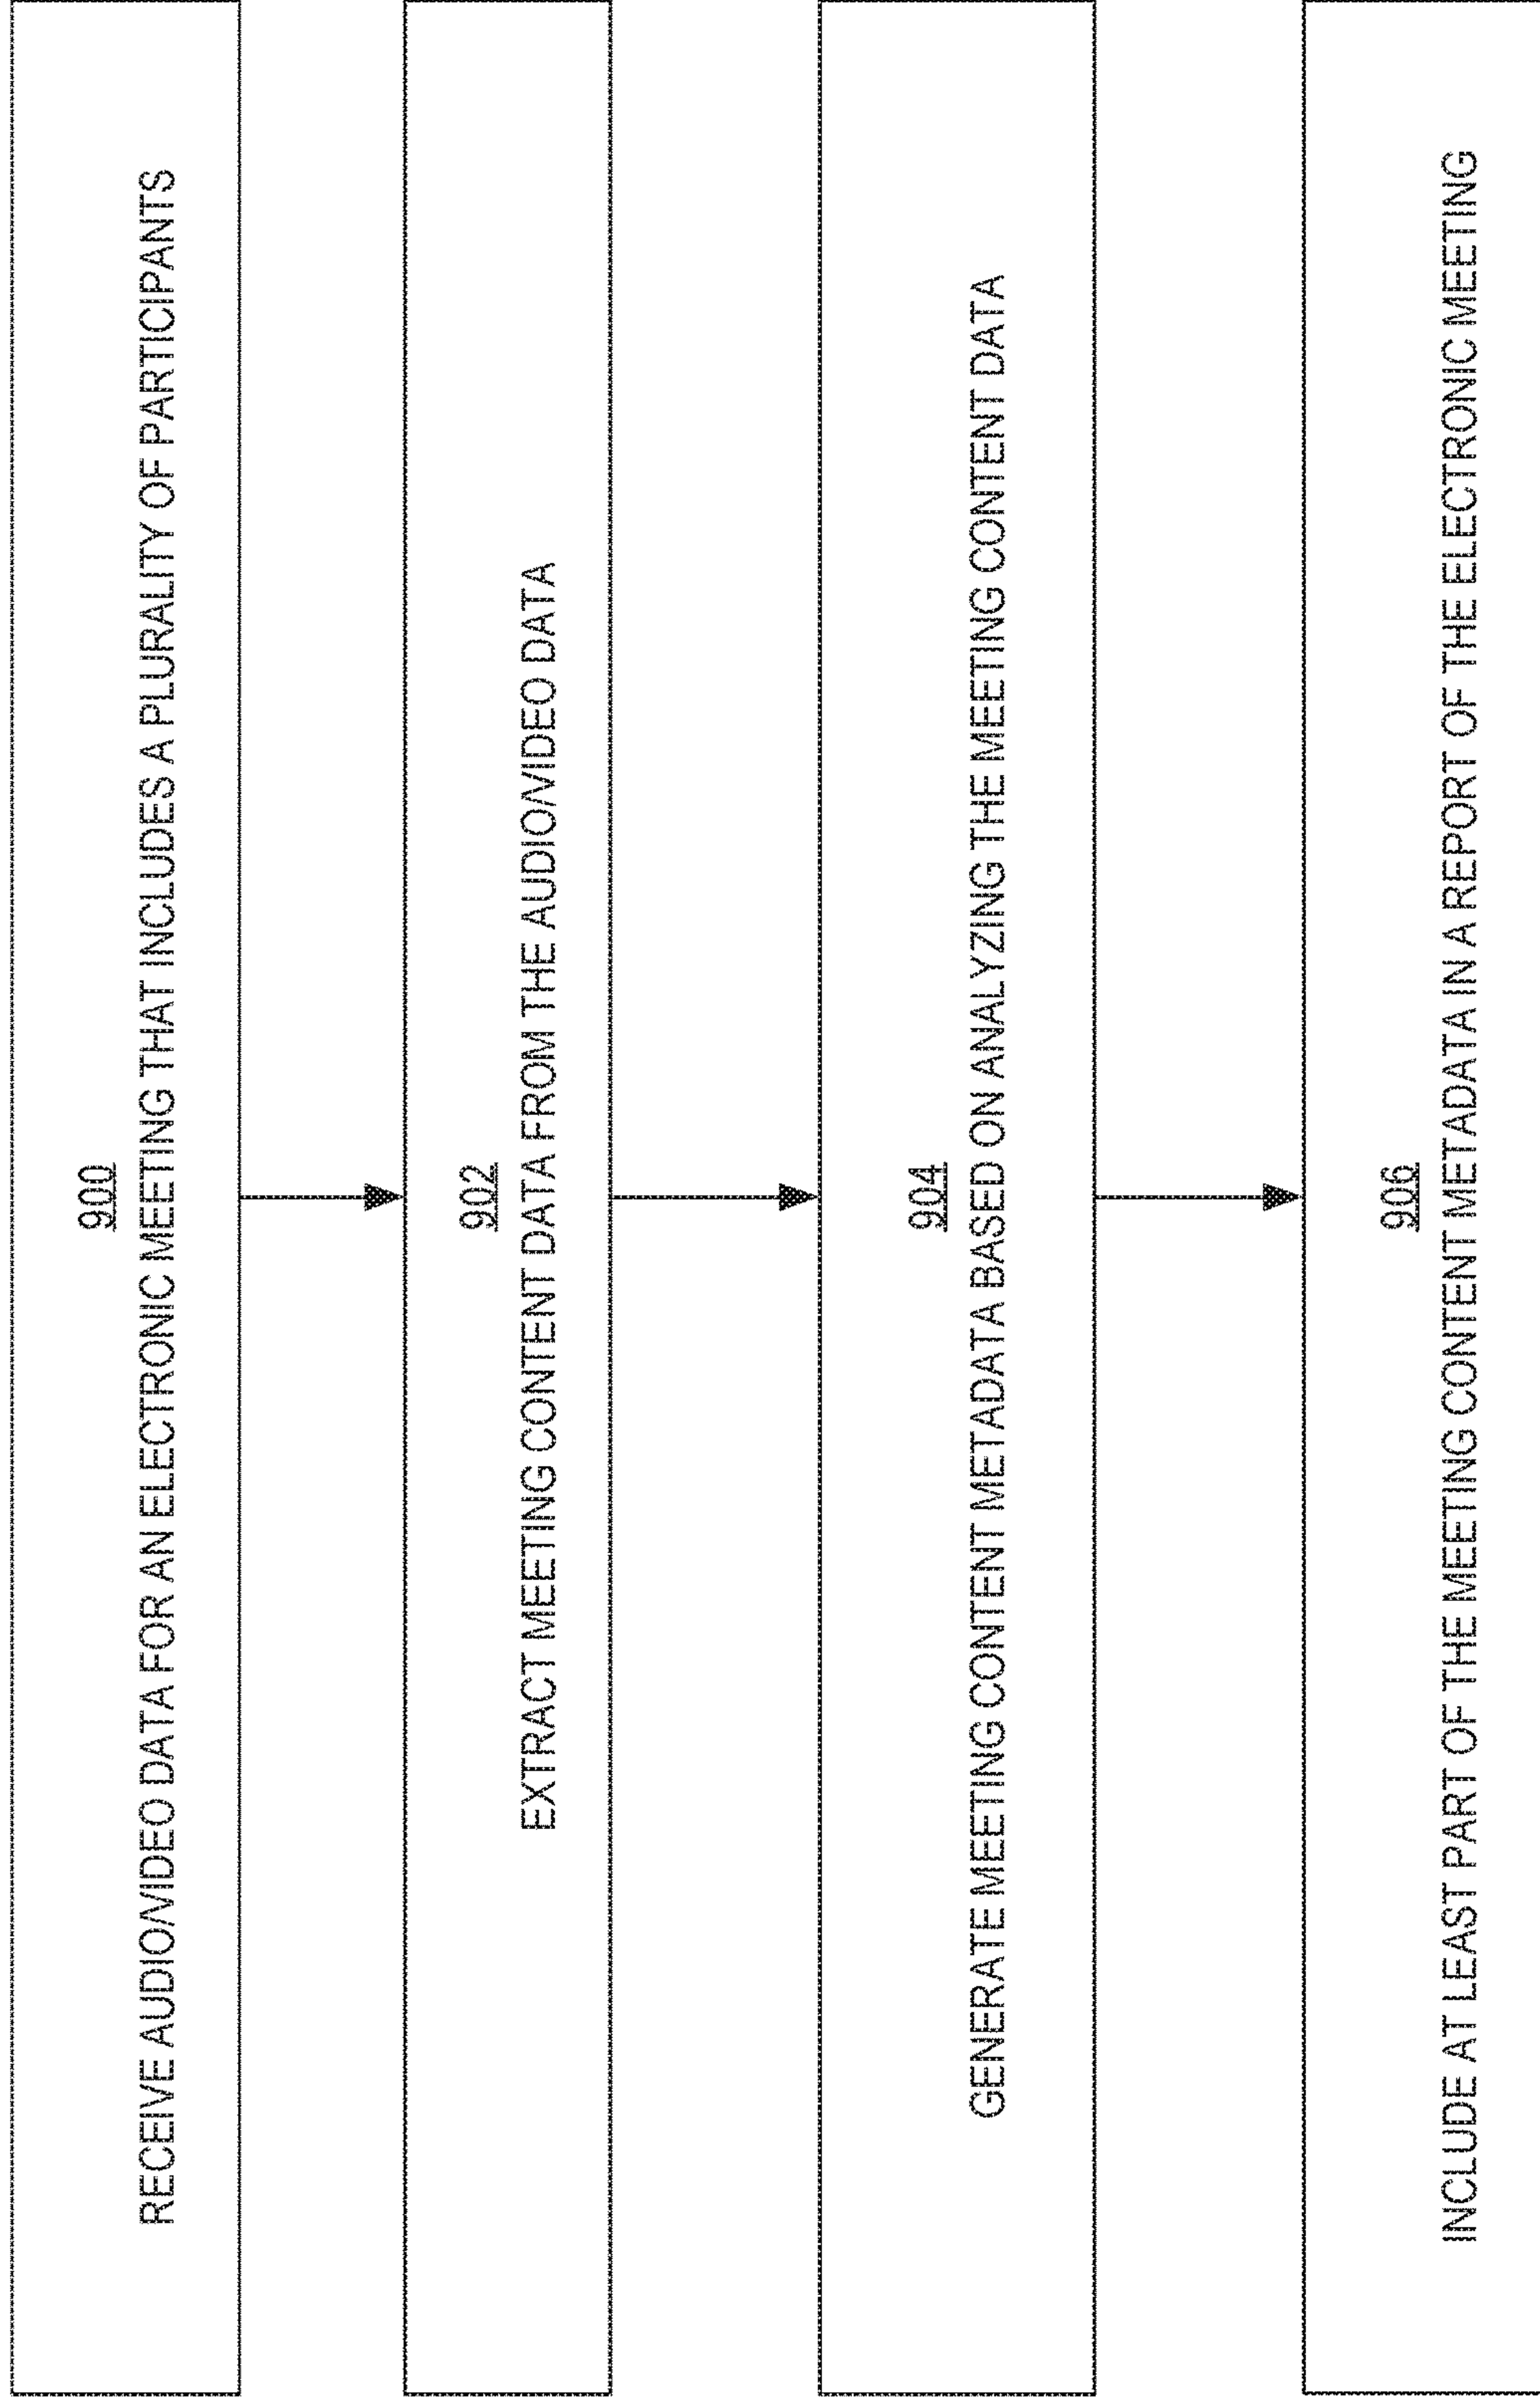 900
RECEIVE AUDIO/VIDEO DATA FOR AN ELECTRONIC MEETING THAT INCLUDES A PLURALITY OF PARTICIPANTS
902
EXTRACT MEETING CONTENT DATA FROM THE AUDIO/VIDEO DATA
904
GENERATE MEETING CONTENT METADATA BASED ON ANALYZING THE MEETING CONTENT DATA
906
INCLUDE AT LEAST PART OF THE MEETING CONTENT METADATA IN A REPORT OF THE ELECTRONIC MEETING